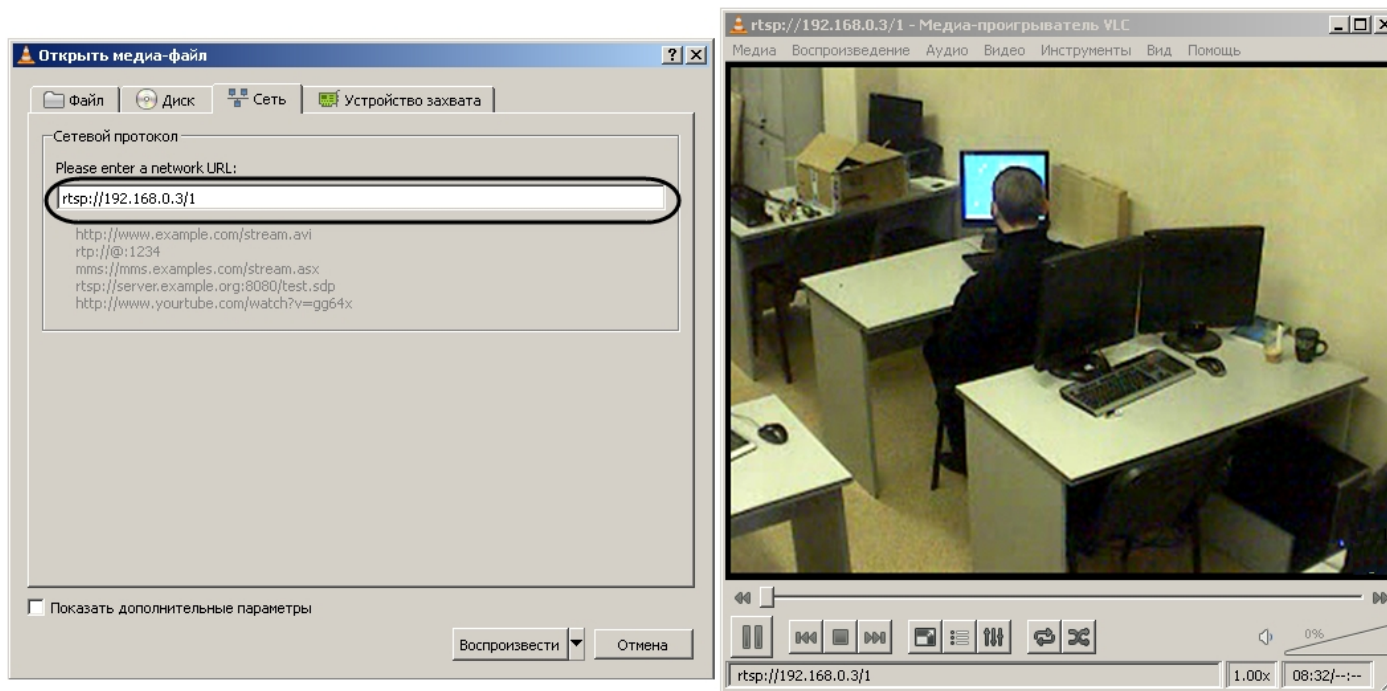 Открыть медиа-файл
Файл
Диск
Сеть
Устройство захвата
Сетевой протокол
Please enter a network URL:
rtsp://192.168.0.3/1
http://www.example.com/stream.avi
rtp://@:1234
mms://mms.examples.com/stream.asx
rtsp://server.example.org:8080/test.sdp
http://www.yourtube.com/watch?v=gg64x
Показать дополнительные параметры
Воспроизвести
Отмена
rtsp://192.168.0.3/1 - Медиа-проигрыватель VLC
Медиа Воспроизведение Аудио Видео Инструменты Вид Помощь
0%
rtsp://192.168.0.3/1
1.00x
08:32/--:--